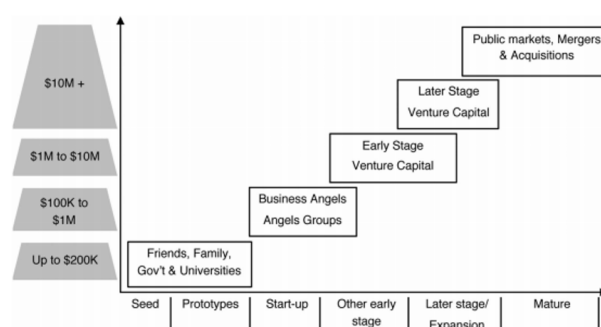 Public markets, Mergers
& Acquisitions
$10M +
Later Stage
Venture Capital
$1M to $10M
Early Stage
Venture Capital
$100K to
$1M
Business Angels
Angels Groups
Up to $200K
Friends, Family,
Gov't & Universities
Seed
Prototypes
Start-up
Other early
stage
Later stage/
Expansion
Mature